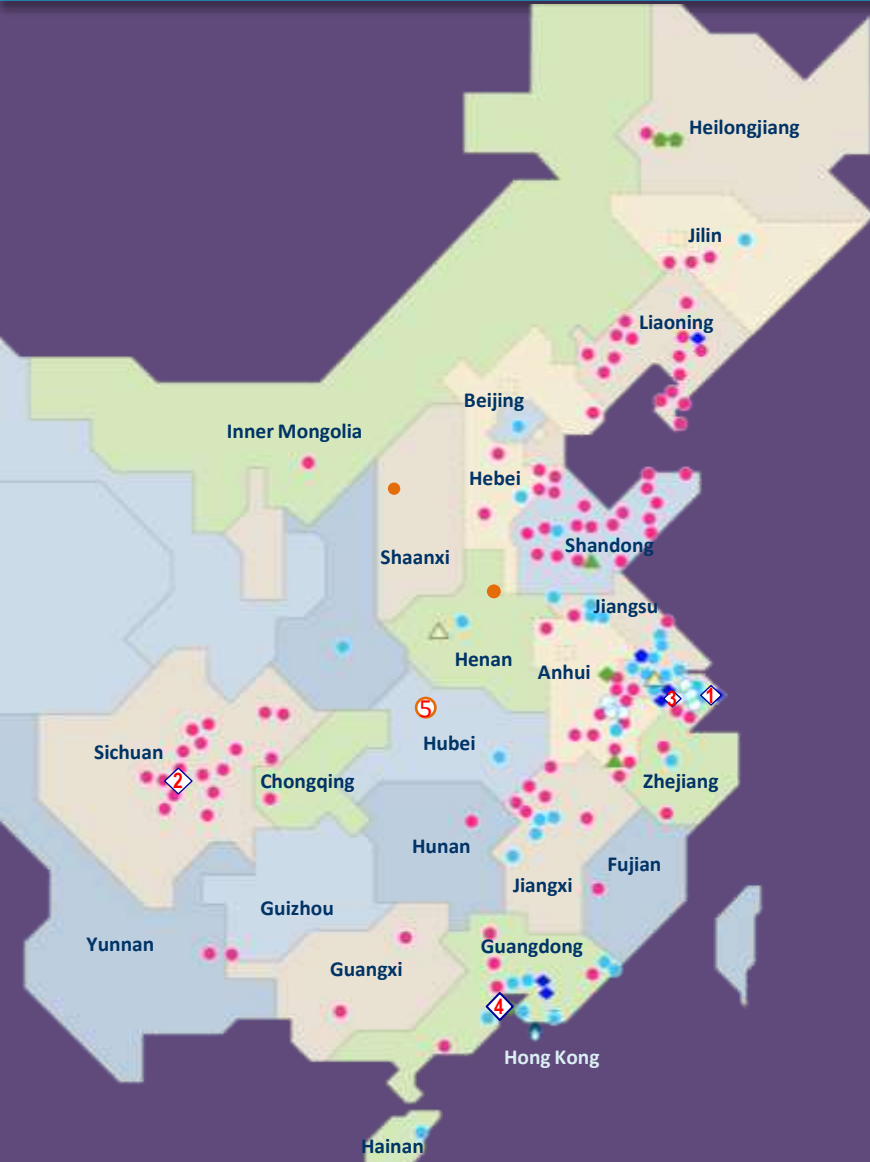 Heilongjiang
Jilin
Liaoning
Beijing
Inner Mongolia
Hebei
Shandong
Shaanxi
Jiangsu
Henan
Anhui
3
1
5
Hubei
Sichuan
2
Chongqing
Zhejiang
Hunan
Fujian
Jiangxi
Guizhou
Yunnan
Guangdong
Guangxi
4
Hong Kong
Hainan